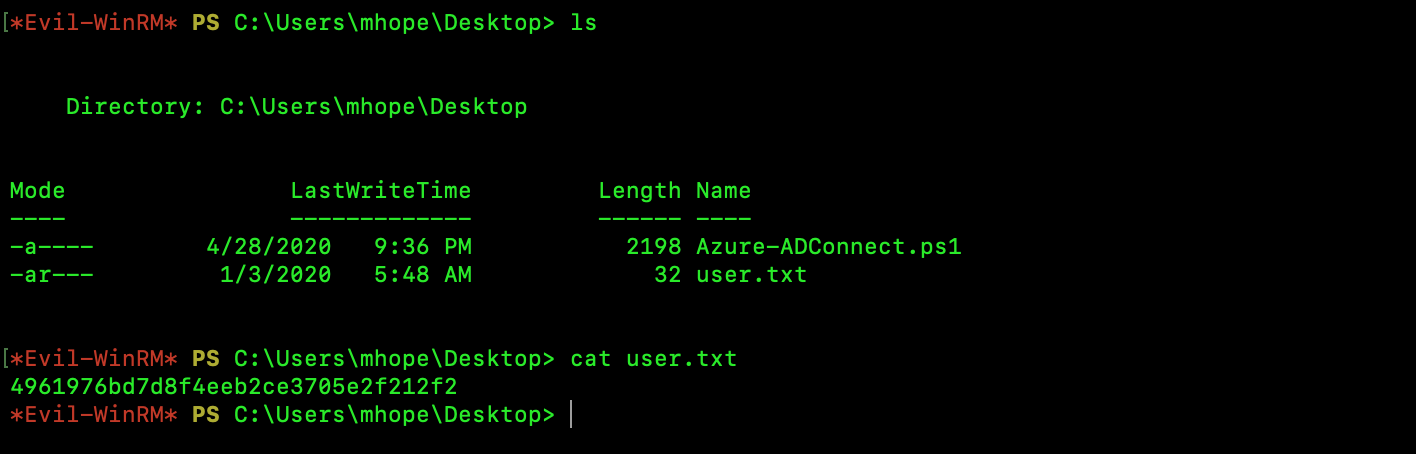 [*Evil-WinRM* PS C:\Users\mhope\Desktop> ls
Directory: C:\Users\mhope\Desktop
Mode                LastWriteTime         Length Name
----                -------------         ------ ----
-a----        4/28/2020   9:36 PM           2198 Azure-ADConnect.ps1
-ar---         1/3/2020   5:48 AM             32 user.txt
[*Evil-WinRM* PS C:\Users\mhope\Desktop> cat user.txt
4961976bd7d8f4eeb2ce3705e2f212f2
*Evil-WinRM* PS C:\Users\mhope\Desktop>